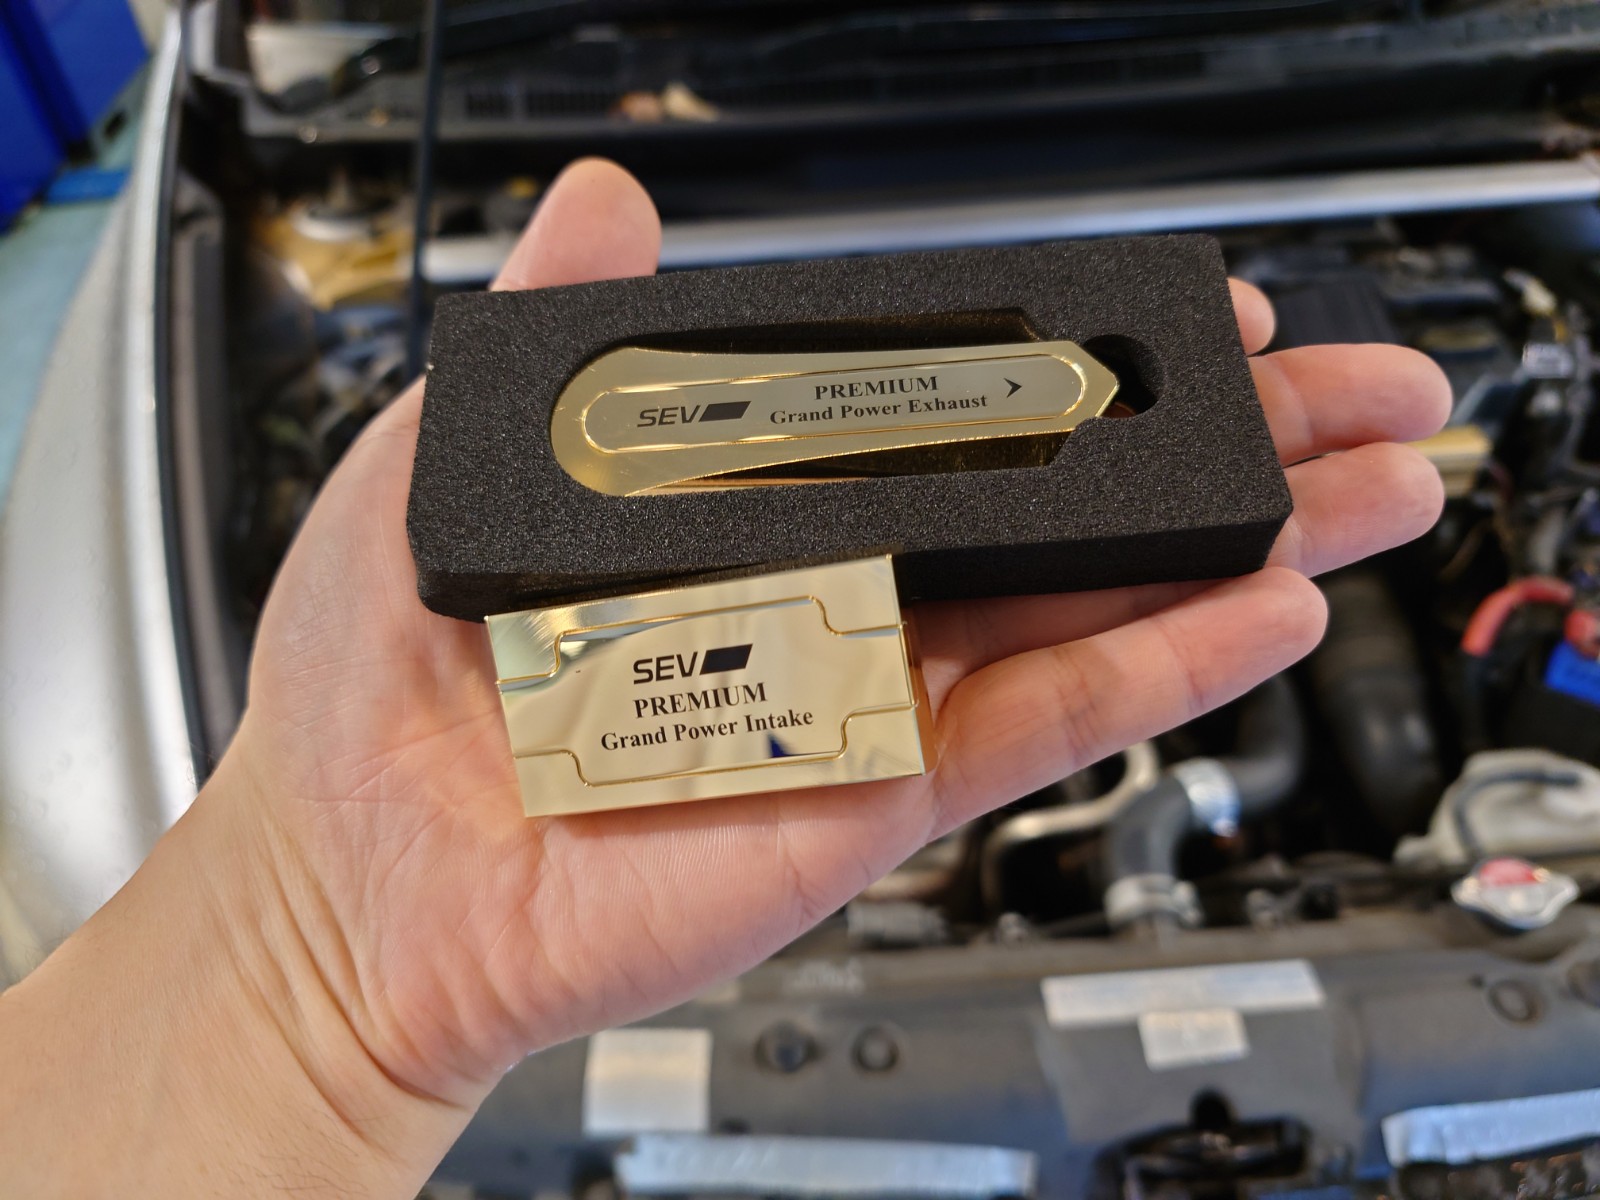 SEV
PREMIUM
Grand Power Exhaust
SEV
PREMIUM
Grand Power Intake